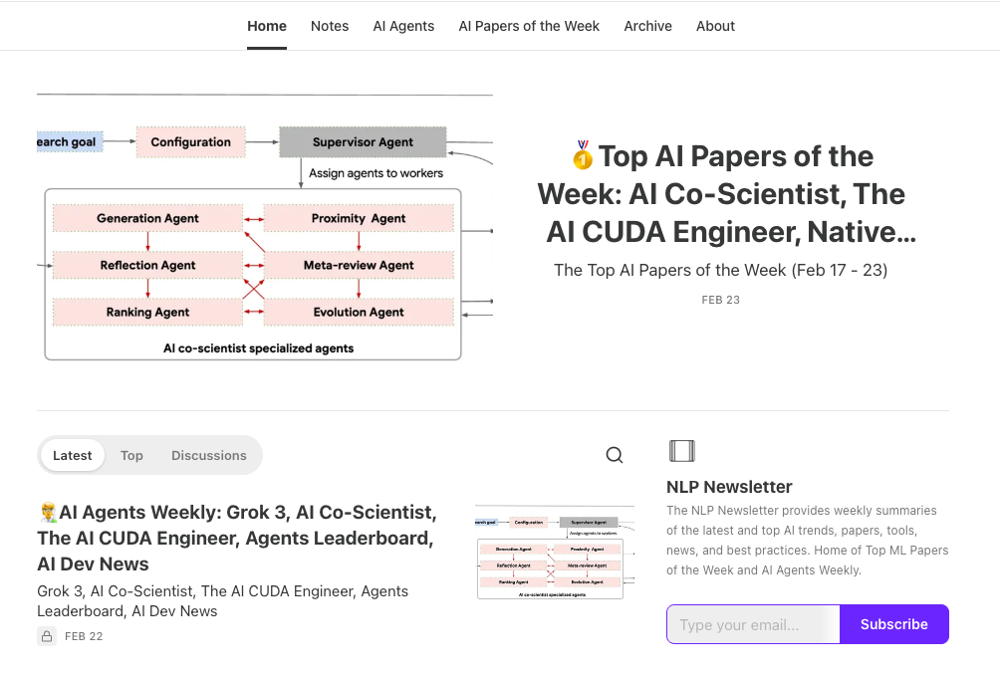 Home Notes AI Agents AI Papers of the Week Archive About
earch goal
Configuration
Supervisor Agent
Assign agents to workers
Generation Agent
Proximity Agent
Reflection Agent
Meta-review Agent
Ranking Agent
Evolution Agent
AI co-scientist specialized agents
🥇Top AI Papers of the
Week: AI Co-Scientist, The
AI CUDA Engineer, Native...
The Top AI Papers of the Week (Feb 17 - 23)
FEB 23
Latest Top Discussions
AI Agents Weekly: Grok 3, AI Co-Scientist,
The AI CUDA Engineer, Agents Leaderboard,
AI Dev News
Grok 3, AI Co-Scientist, The AI CUDA Engineer, Agents
Leaderboard, AI Dev News
FEB 22
earch goal
Configuration
Supervisor Agent
Assign agents to workers
Generation Agent
Proximity Agent
Reflection Agent
Meta-review Agent
Ranking Agent
Evolution Agent
AI co-scientist specialized agents
NLP Newsletter
The NLP Newsletter provides weekly summaries
of the latest and top AI trends, papers, tools,
news, and best practices. Home of Top ML Papers
of the Week and AI Agents Weekly.
Type your email...
Subscribe